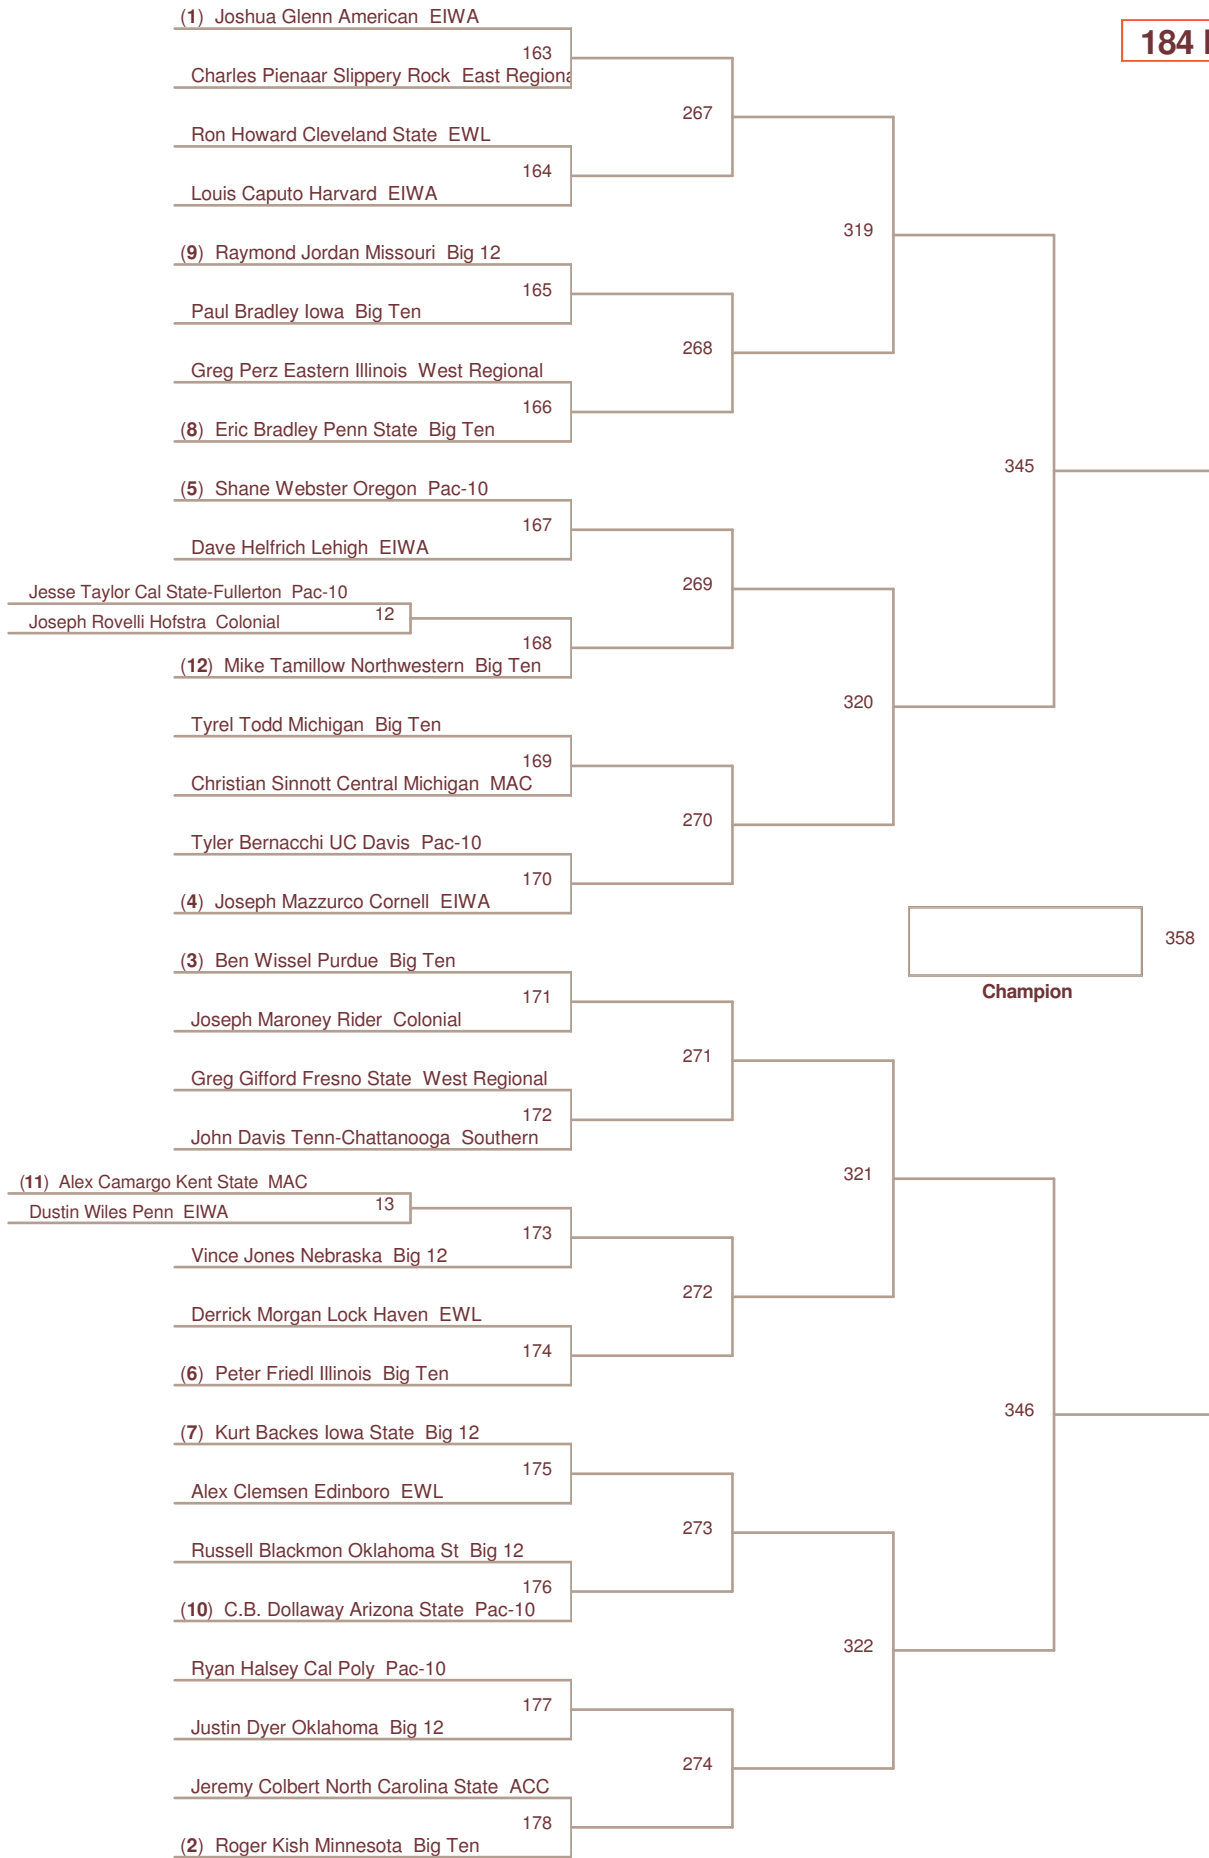 (1) Joshua Glenn American EIWA
184
163
Charles Pienaar Slippery Rock East Regiona
267
Ron Howard Cleveland State EWL
164
Louis Caputo Harvard EIWA
319
(9) Raymond Jordan Missouri Big 12
165
Paul Bradley Iowa Big Ten
268
Greg Perz Eastern Illinois West Regional
166
(8) Eric Bradley Penn State Big Ten
345
(5) Shane Webster Oregon Pac-10
167
Dave Helfrich Lehigh EIWA
269
Jesse Taylor Cal State-Fullerton Pac-10
12
Joseph Rovelli Hofstra Colonial
168
(12) Mike Tamillow Northwestern Big Ten
320
Tyrel Todd Michigan Big Ten
169
Christian Sinnott Central Michigan MAC
270
Tyler Bernacchi UC Davis Pac-10
170
(4) Joseph Mazzurco Cornell EIWA
358
Champion
(3) Ben Wissel Purdue Big Ten
171
Joseph Maroney Rider Colonial
271
Greg Gifford Fresno State West Regional
172
John Davis Tenn-Chattanooga Southern
321
(11) Alex Camargo Kent State MAC
13
Dustin Wiles Penn EIWA
173
Vince Jones Nebraska Big 12
272
Derrick Morgan Lock Haven EWL
174
(6) Peter Friedl Illinois Big Ten
346
(7) Kurt Backes Iowa State Big 12
175
Alex Clemsen Edinboro EWL
273
Russell Blackmon Oklahoma St Big 12
176
(10) C.B. Dollaway Arizona State Pac-10
322
Ryan Halsey Cal Poly Pac-10
177
Justin Dyer Oklahoma Big 12
274
Jeremy Colbert North Carolina State ACC
178
(2) Roger Kish Minnesota Big Ten